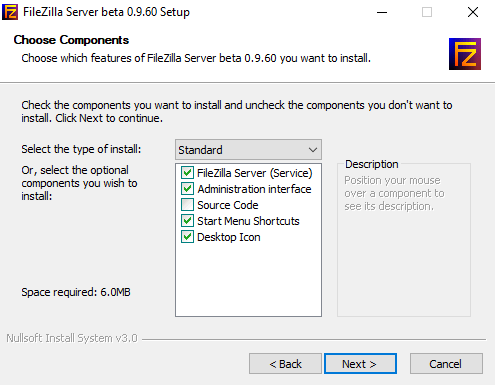 FileZilla Server beta 0.9.60 Setup
Choose Components
Choose which features of FileZilla Server beta 0.9.60 you want to install.
FZ
Check the components you want to install and uncheck the components you don't want to
install. Click Next to continue.
Select the type of install:
Standard
Or, select the optional
components you wish to
install:
FileZilla Server (Service)
Administration interface
Source Code
Start Menu Shortcuts
Desktop Icon
Description
Position your mouse
over a component to
see its description.
Space required: 6.0MB
Nullsoft Install System v3.0
< Back
Next >
Cancel